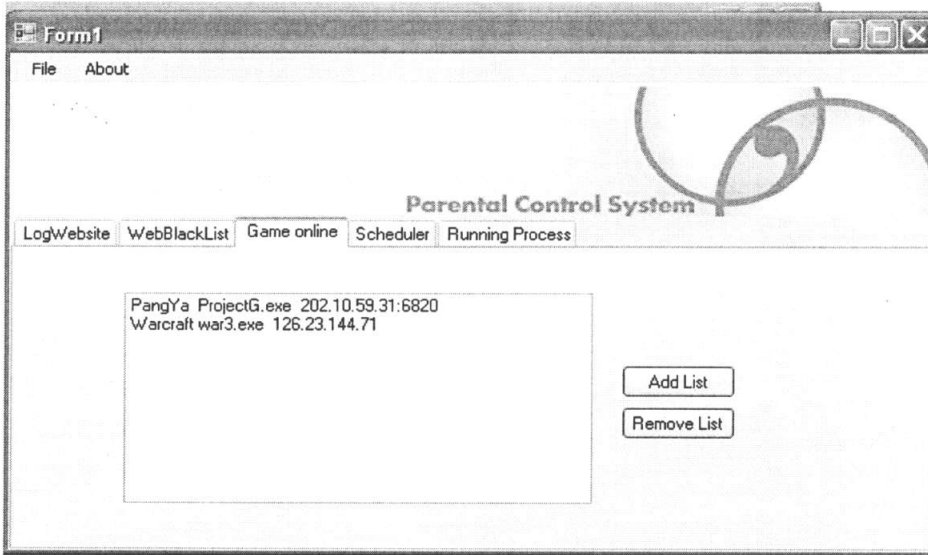 Form1
File About
Parental Control System
LogWebsite WebBlackList Game online Scheduler Running Process
PangYa ProjectG.exe 202.10.59.31:6820
Warcraft war3.exe 126.23.144.71
Add List
Remove List